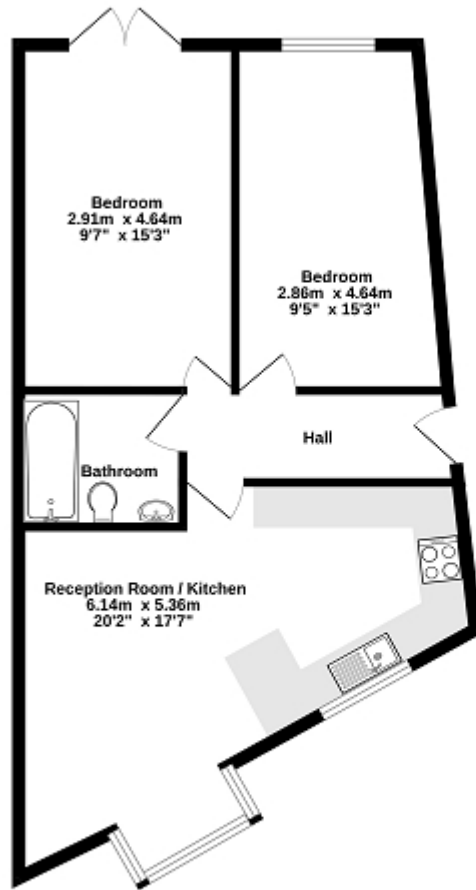 Bedroom
2.91m x 4.64m
9'7" x 15'3"
Bedroom
2.86m x 4.64m
9'5" x 15'3"
Hall
Bathroom
Reception Room / Kitchen
6.14m x 5.36m
20'2" x 17'7"